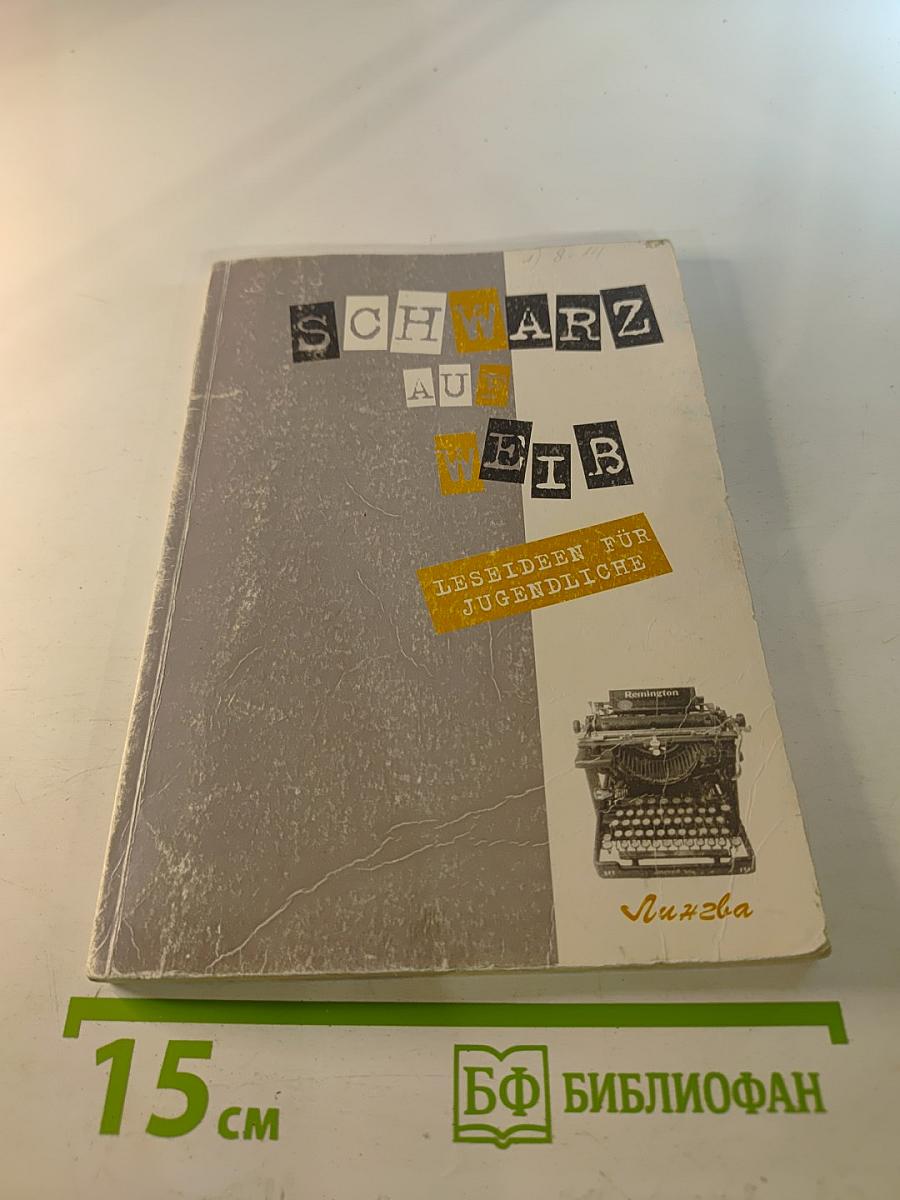 SCHWARZ
AUF
WEIß
LESEIDEEN FÜR
JUGENDLICHE
Remington
Лингва
15 см
БФ БИБЛИОФАН